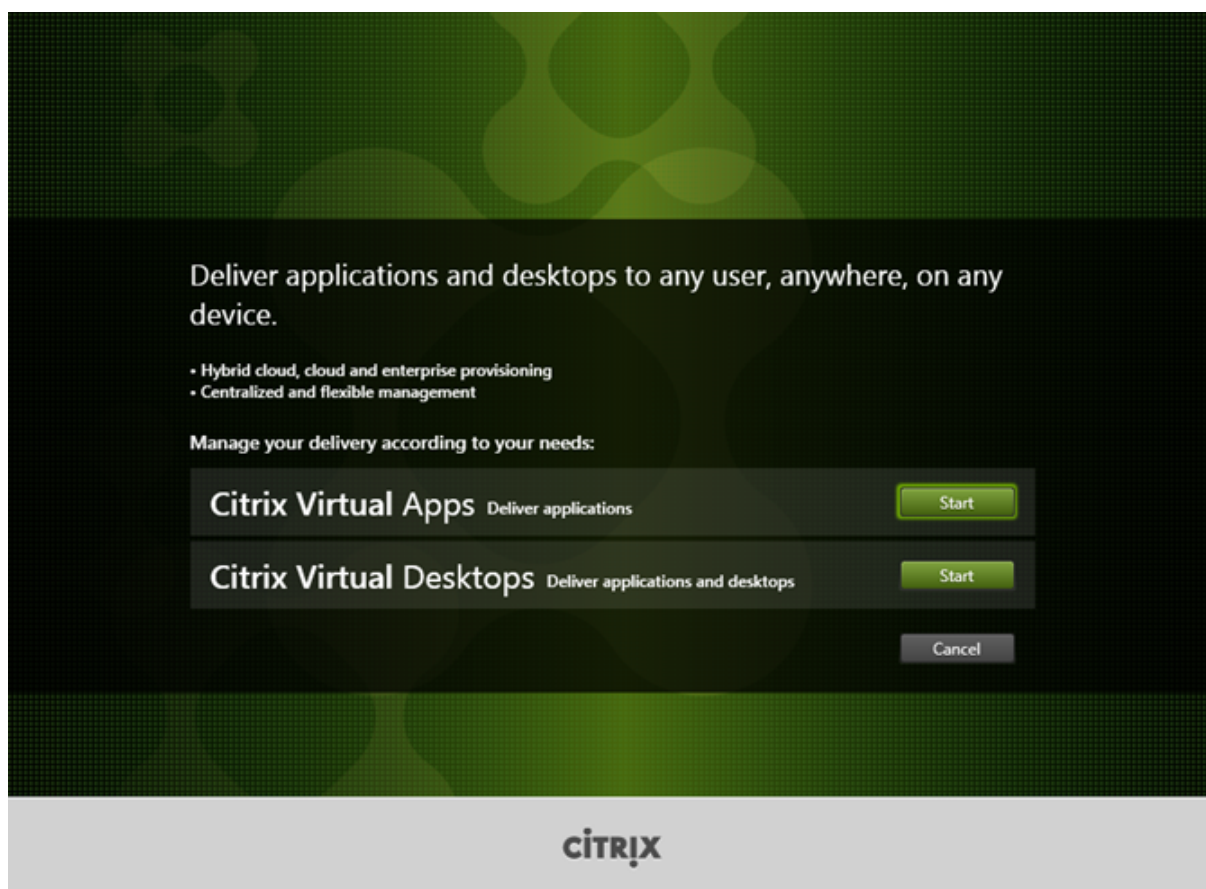 Deliver applications and desktops to any user, anywhere, on any
device.
• Hybrid cloud, cloud and enterprise provisioning
• Centralized and flexible management
Manage your delivery according to your needs:
Citrix Virtual Apps Deliver applications Start
Citrix Virtual Desktops Deliver applications and desktops Start
Cancel
CİTRỊX